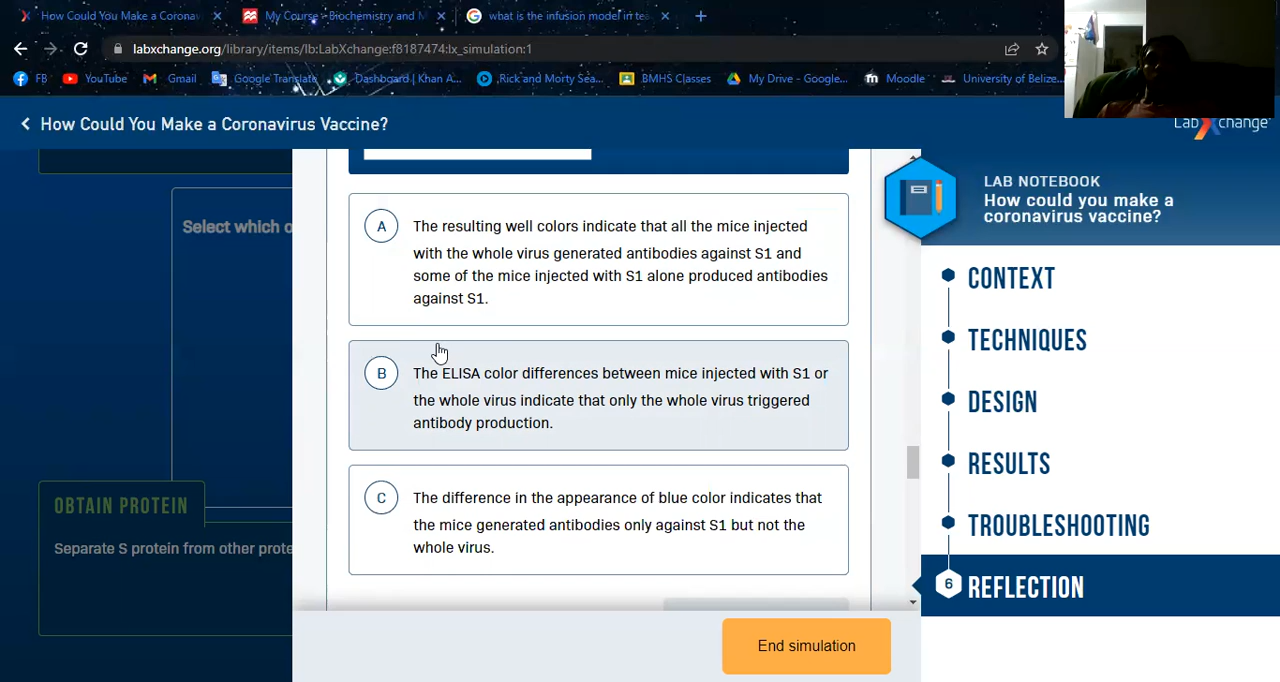 How Could You Make a Corona
My Course: Biochemistry and M
what is the infusion model in te
labxchange.org/library/items/lb:LabXchange:f8187474:lx_simulation:1
FB
YouTube
Gmail
Google Translate
Dashboard | Khan A...
Rick and Morty Sea...
BMHS Classes
My Drive - Google...
Moodle
University of Belize...
How Could You Make a Coronavirus Vaccine?
LabXchange
LAB NOTEBOOK
How could you make a
coronavirus vaccine?
Select which o
A
The resulting well colors indicate that all the mice injected
with the whole virus generated antibodies against S1 and
some of the mice injected with S1 alone produced antibodies
against S1.
B
The ELISA color differences between mice injected with S1 or
the whole virus indicate that only the whole virus triggered
antibody production.
C
The difference in the appearance of blue color indicates that
the mice generated antibodies only against S1 but not the
whole virus.
OBTAIN PROTEIN
Separate S protein from other prote
CONTEXT
TECHNIQUES
DESIGN
RESULTS
TROUBLESHOOTING
6
REFLECTION
End simulation